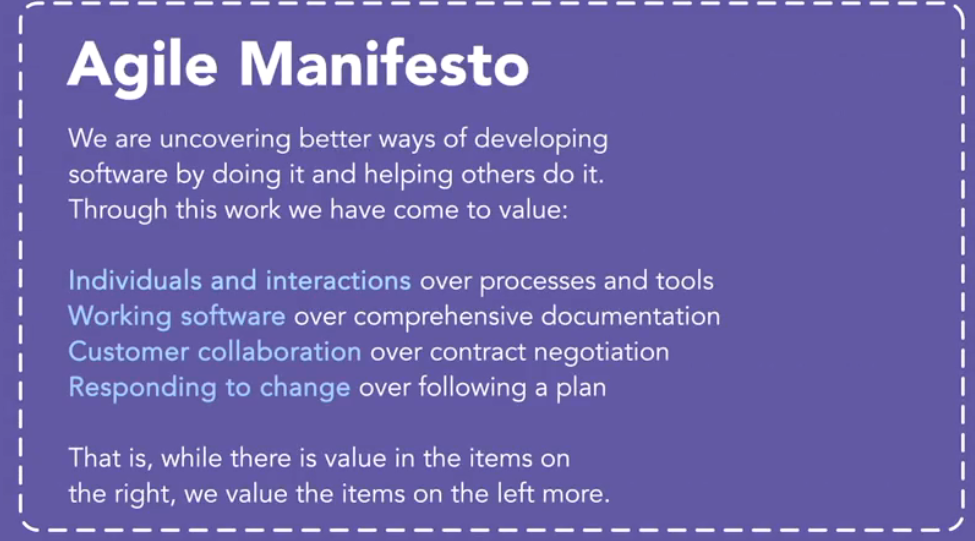 Agile Manifesto
We are uncovering better ways of developing
software by doing it and helping others do it.
Through this work we have come to value:
Individuals and interactions over processes and tools
Working software over comprehensive documentation
Customer collaboration over contract negotiation
Responding to change over following a plan
That is, while there is value in the items on
the right, we value the items on the left more.